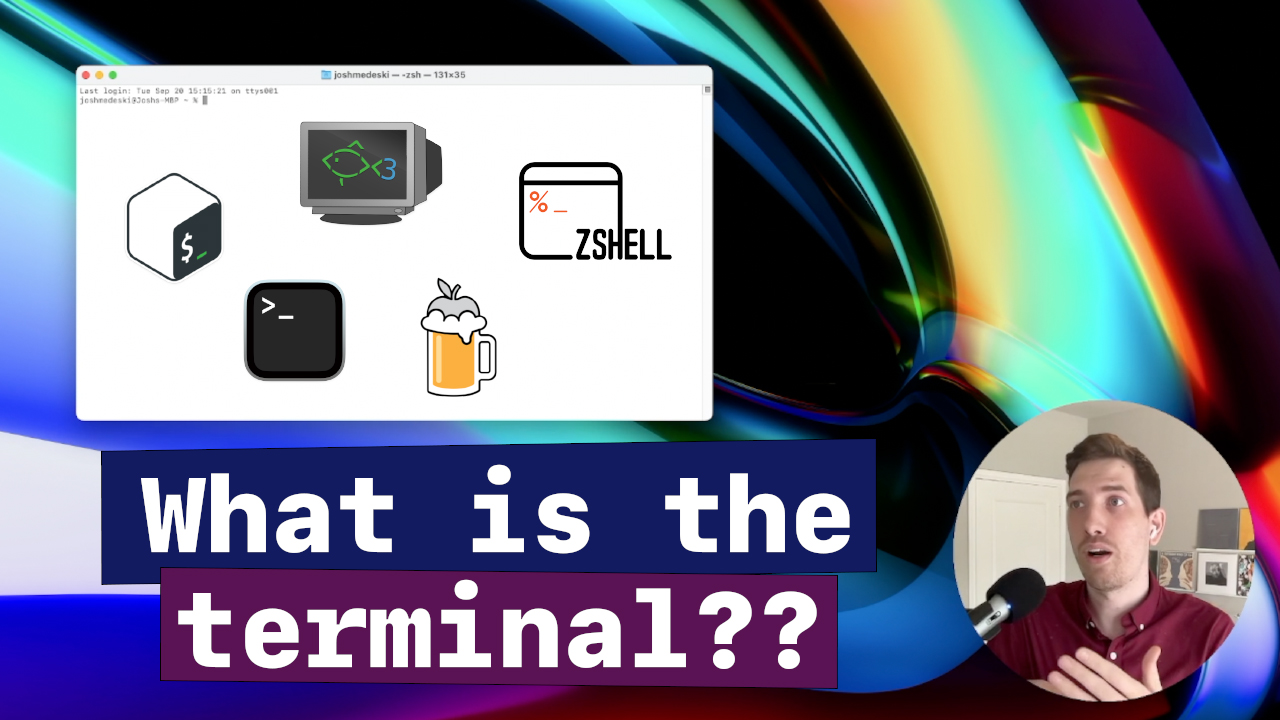 joshmedeski — -zsh — 131×35
Last login: Tue Sep 20 15:15:21 on ttys001
joshmedeski@Joshs-MBP ~ % 
3
% _
ZSHELL
$_
>_
What is the
terminal??